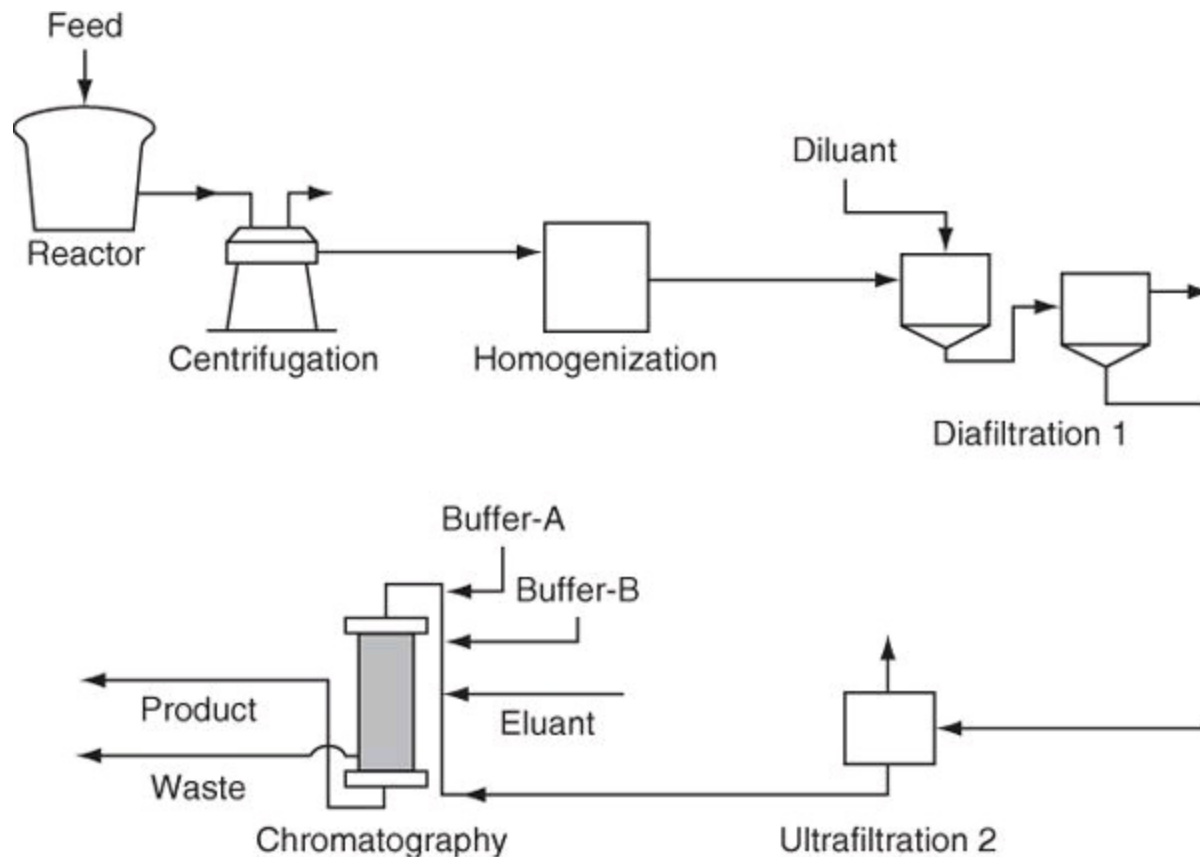 Feed
Reactor
Centrifugation
Homogenization
Diluant
Diafiltration 1
Buffer-A
Buffer-B
Eluant
Product
Waste
Chromatography
Ultrafiltration 2